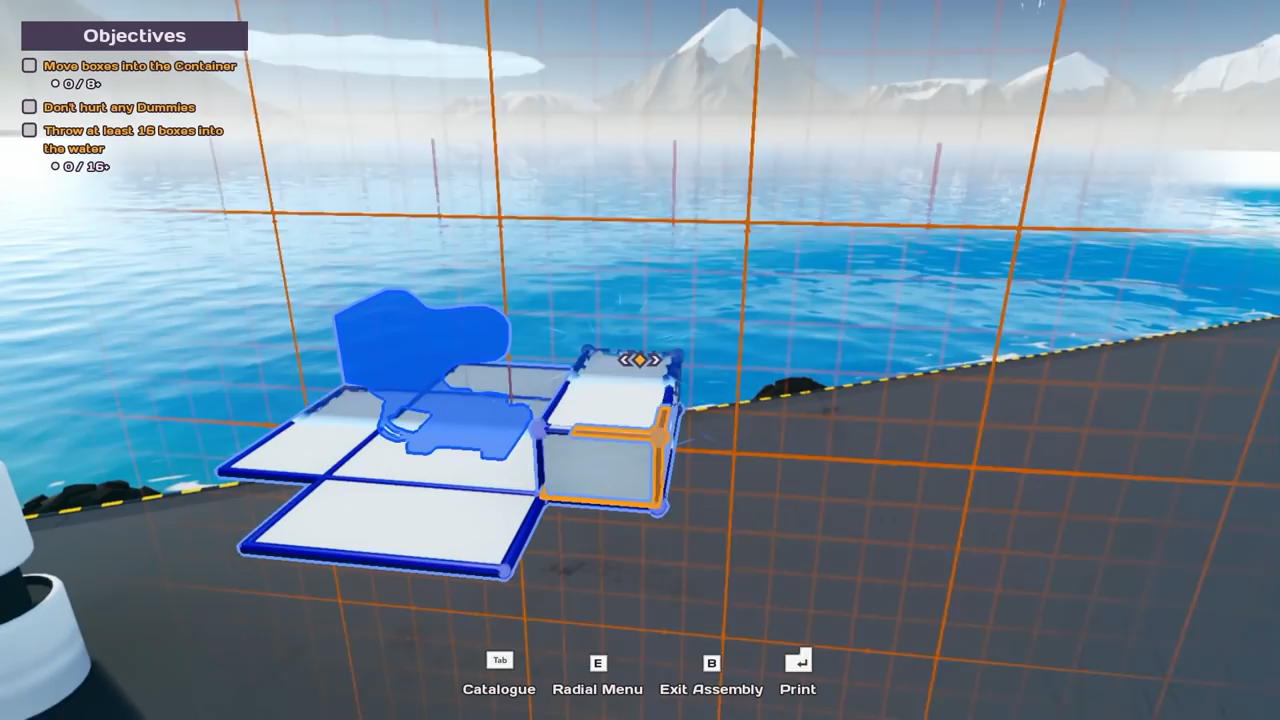 Objectives
Move boxes into the Container
• 0 / 8•
Don't hurt any Dummies
Throw at least 16 boxes into
the water
• 0 / 16•
Tab
E
B
Catalogue
Radial Menu
Exit Assembly
Print